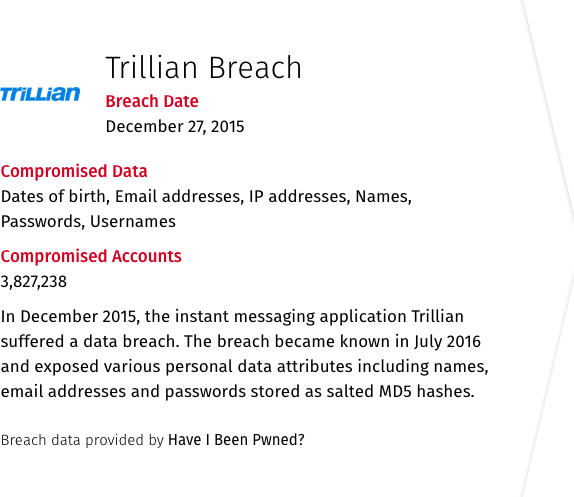 Trillian Breach
TRiLLiAN
Breach Date
December 27, 2015
Compromised Data
Dates of birth, Email addresses, IP addresses, Names,
Passwords, Usernames
Compromised Accounts
3,827,238
In December 2015, the instant messaging application Trillian
suffered a data breach. The breach became known in July 2016
and exposed various personal data attributes including names,
email addresses and passwords stored as salted MD5 hashes.
Breach data provided by Have I Been Pwned?